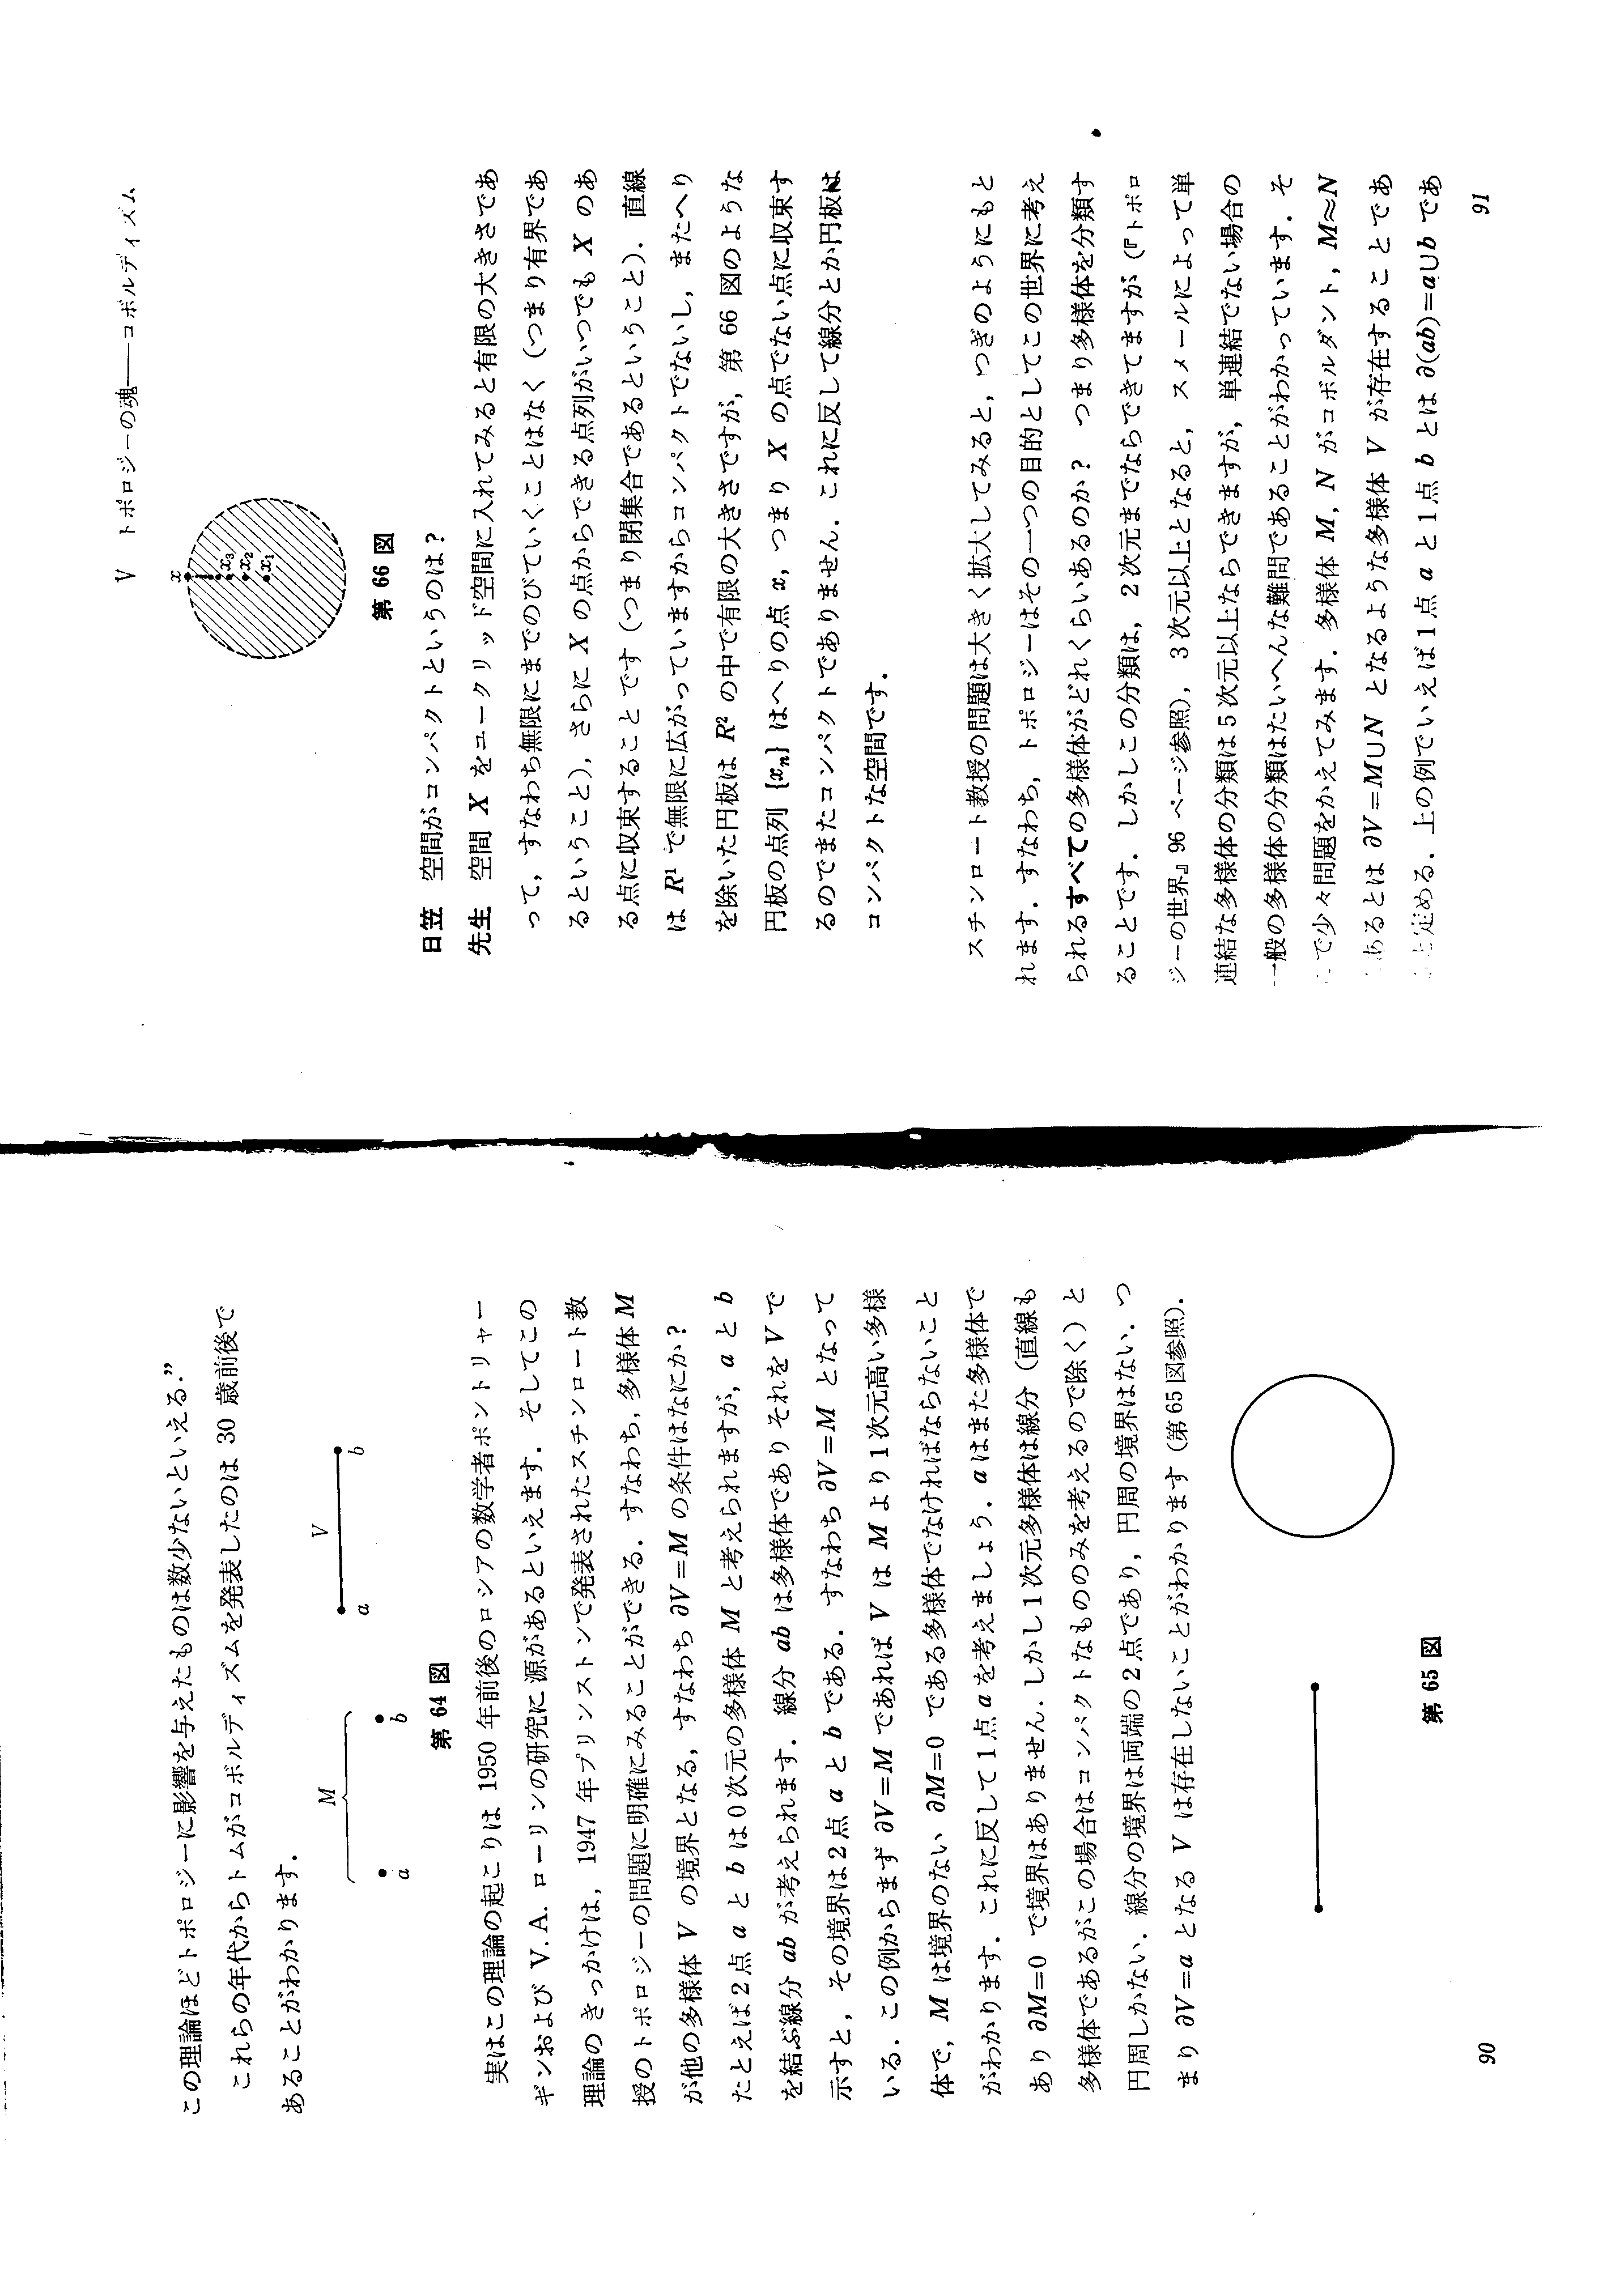 この理論ほどトポロジーに影響を与えたものは数少ないといえる.”
これらの年代からトムがコボルディズムを発表したのは 30 歳前後で
あることがわかります.
M
a
b
V
a
b
第 64 図
実はこの理論の起こりは 1950 年前後のロシアの数学者ポントリャー
ギンおよび V.A. ローリンの研究に源があるといえます. そしてこの
理論のきっかけは, 1947 年プリンストンで発表されたスチンロート教
授のトポロジーの問題に明確にみることができる. すなわち, 多様体 M
が他の多様体 V の境界となる, すなわち ∂V=M の条件はなにか?
たとえば2点 a と b は0次元の多様体 M と考えられますが, a と b
を結ぶ線分 ab が考えられます. 線分 ab は多様体でありそれを V で
示すと, その境界は2点 a と b である. すなわち ∂V=M となって
いる. この例からまず ∂V=M であれば V は M より1次元高い多様
体で, M は境界のない ∂M=0 である多様体でなければならないこと
がわかります. これに反して1点 a を考えましょう. a はまた多様体で
あり ∂M=0 で境界はありません. しかし1次元多様体は線分 (直線も
多様体であるがこの場合はコンパクトなもののみを考えるので除く) と
円周しかない. 線分の境界は両端の2点であり, 円周の境界はない. つ
まり ∂V=a となる V は存在しないことがわかります (第65図参照).
第 65 図
90
V トポロジーの魂——コボルディズム
x
x₃
x₂
x₁
第 66 図
日笠 空間がコンパクトというのは?
先生 空間 X をユークリッド空間に入れてみると有限の大きさであ
って, すなわち無限にまでのびていくことはなく (つまり有界であ
るということ), さらに X の点からできる点列がいつでも X のあ
る点に収束することです (つまり閉集合であるということ). 直線
は R¹ で無限に広がっていますからコンパクトでないし, またへり
を除いた円板は R² の中で有限の大きさですが, 第 66 図のような
円板の点列 {xₙ} はへりの点 x, つまり X の点でない点に収束す
るのでまたコンパクトでありません. これに反して線分とか円板は
コンパクトな空間です.
スチンロート教授の問題は大きく拡大してみると, つぎのようにもと
れます. すなわち, トポロジーはその一つの目的としてこの世界に考え
られるすべての多様体がどれくらいあるのか? つまり多様体を分類す
ることです. しかしこの分類は, 2次元までならできてますが (『トポロ
ジーの世界』96 ページ参照), 3次元以上となると, スメールによって単
連結な多様体の分類は5次元以上ならできますが, 単連結でない場合の
一般の多様体の分類はたいへんな難問であることがわかっています. そ
こで少々問題をかえてみます. 多様体 M, N がコボルダント, M≈N
であるとは ∂V=M∪N となるような多様体 V が存在することであ
ると定める. 上の例でいえば1点 a と1点 b とは ∂(ab)=a∪b であ
91